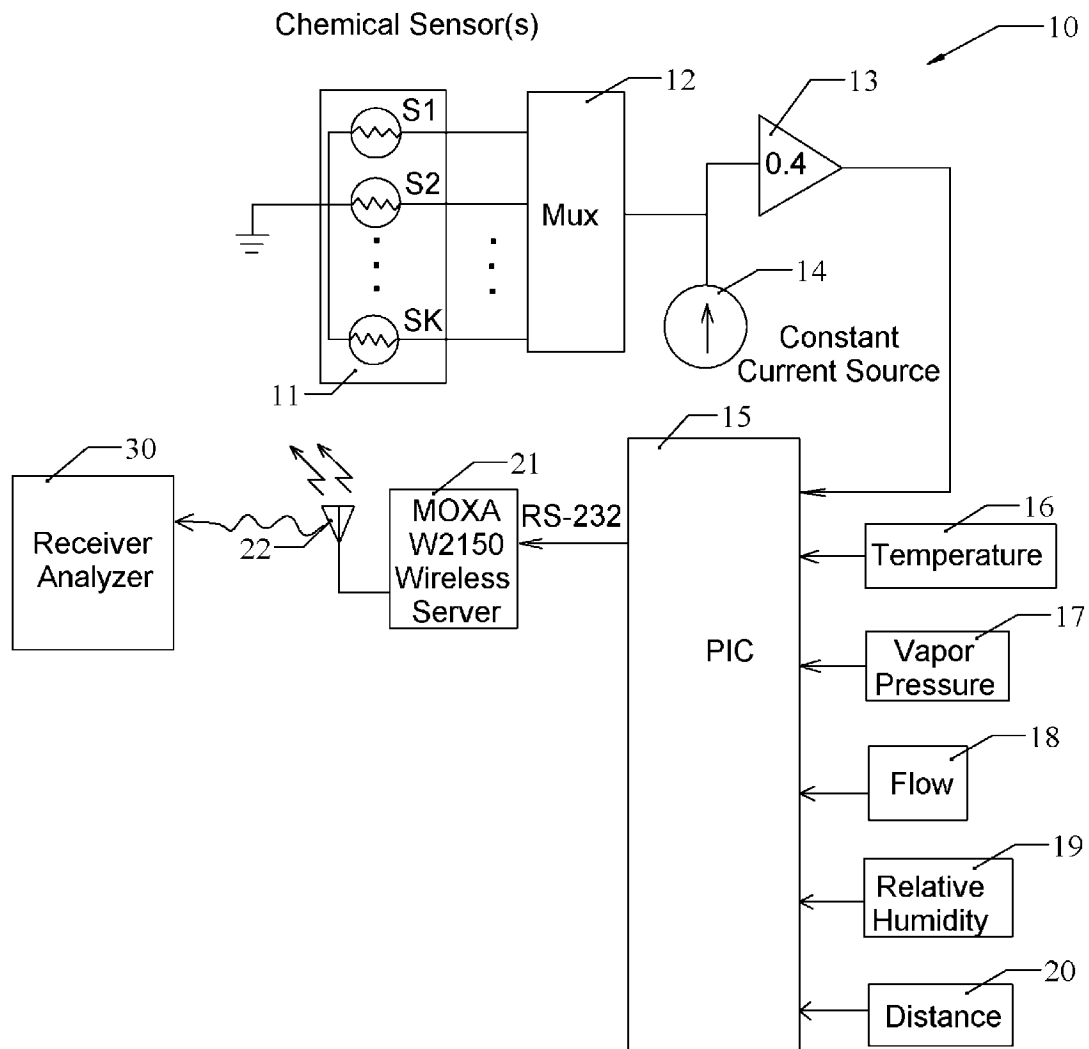 Chemical Sensor(s)
10
S1
S2
SK
11
12
Mux
13
0.4
14
Constant
Current Source
15
PIC
16
Temperature
17
Vapor
Pressure
18
Flow
19
Relative
Humidity
20
Distance
RS-232
21
MOXA
W2150
Wireless
Server
22
30
Receiver
Analyzer